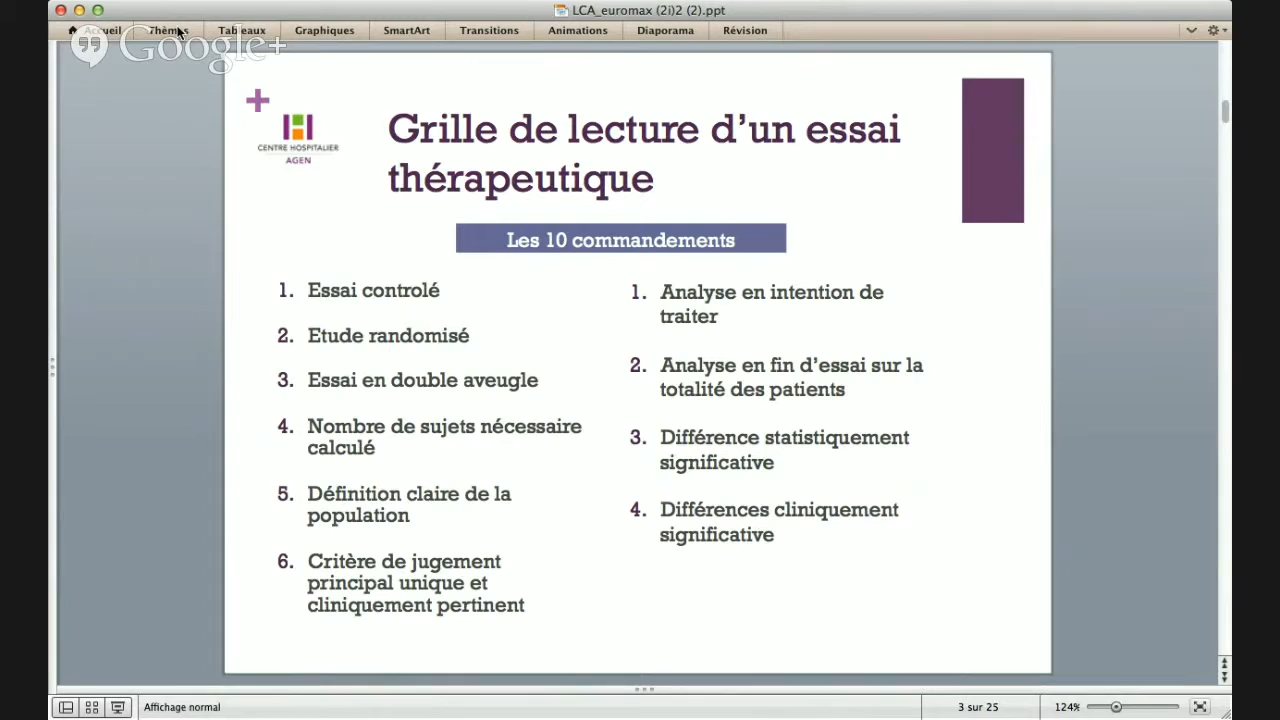 LCA_euromax (2i)2 (2).ppt
Accueil Thèmes Tableaux Graphiques SmartArt Transitions Animations Diaporama Révision
Google+
CENTRE HOSPITALIER
AGEN
Grille de lecture d’un essai
thérapeutique
Les 10 commandements
1. Essai controlé
2. Etude randomisé
3. Essai en double aveugle
4. Nombre de sujets nécessaire
calculé
5. Définition claire de la
population
6. Critère de jugement
principal unique et
cliniquement pertinent
1. Analyse en intention de
traiter
2. Analyse en fin d’essai sur la
totalité des patients
3. Différence statistiquement
significative
4. Différences cliniquement
significative
Affichage normal
3 sur 25
124%